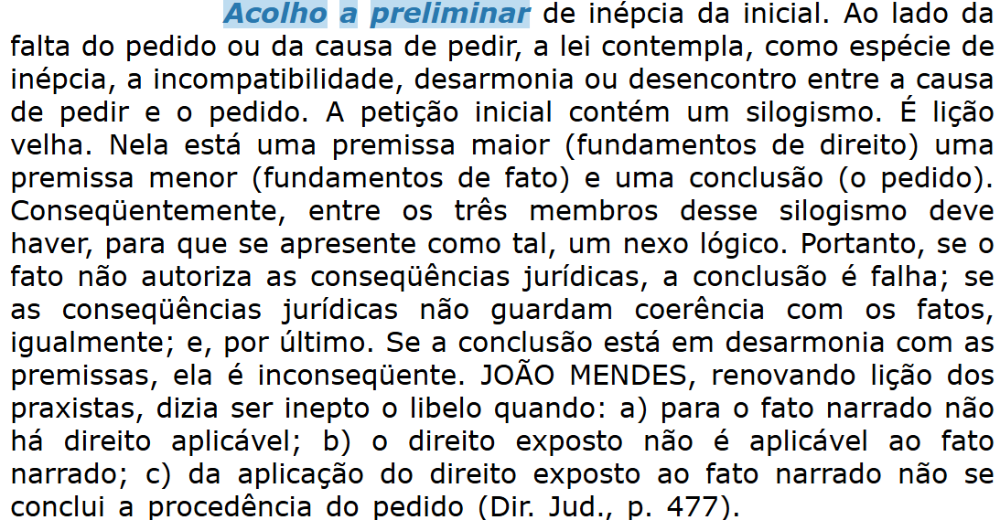 Acolho a preliminar de inépcia da inicial. Ao lado da
falta do pedido ou da causa de pedir, a lei contempla, como espécie de
inépcia, a incompatibilidade, desarmonia ou desencontro entre a causa
de pedir e o pedido. A petição inicial contém um silogismo. É lição
velha. Nela está uma premissa maior (fundamentos de direito) uma
premissa menor (fundamentos de fato) e uma conclusão (o pedido).
Conseqüentemente, entre os três membros desse silogismo deve
haver, para que se apresente como tal, um nexo lógico. Portanto, se o
fato não autoriza as conseqüências jurídicas, a conclusão é falha; se
as conseqüências jurídicas não guardam coerência com os fatos,
igualmente; e, por último. Se a conclusão está em desarmonia com as
premissas, ela é inconseqüente. JOÃO MENDES, renovando lição dos
praxistas, dizia ser inepto o libelo quando: a) para o fato narrado não
há direito aplicável; b) o direito exposto não é aplicável ao fato
narrado; c) da aplicação do direito exposto ao fato narrado não se
conclui a procedência do pedido (Dir. Jud., p. 477).